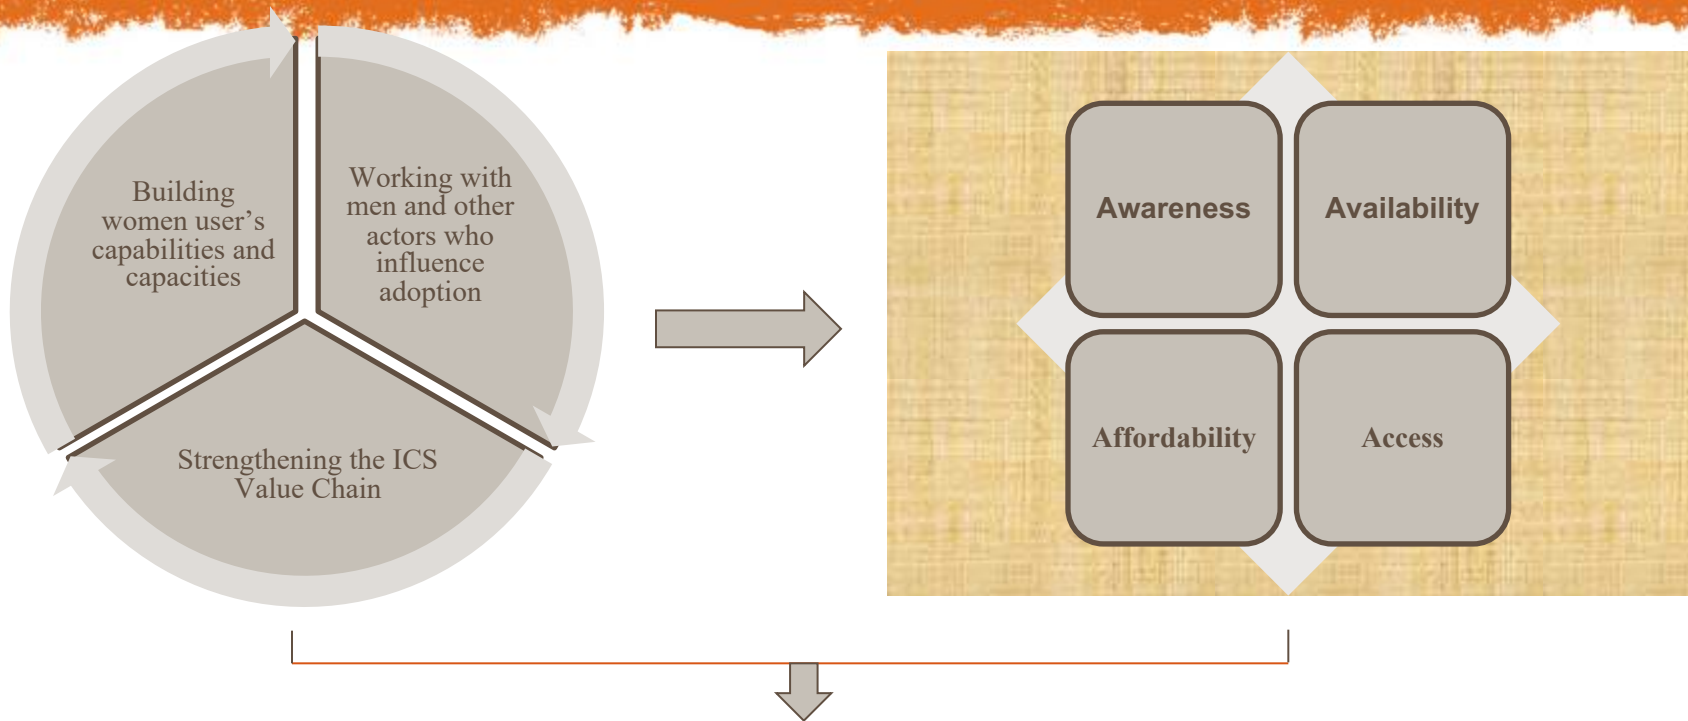 Building
women user’s
capabilities and
capacities
Working with
men and other
actors who
influence
adoption
Strengthening the ICS
Value Chain
Awareness
Availability
Affordability
Access